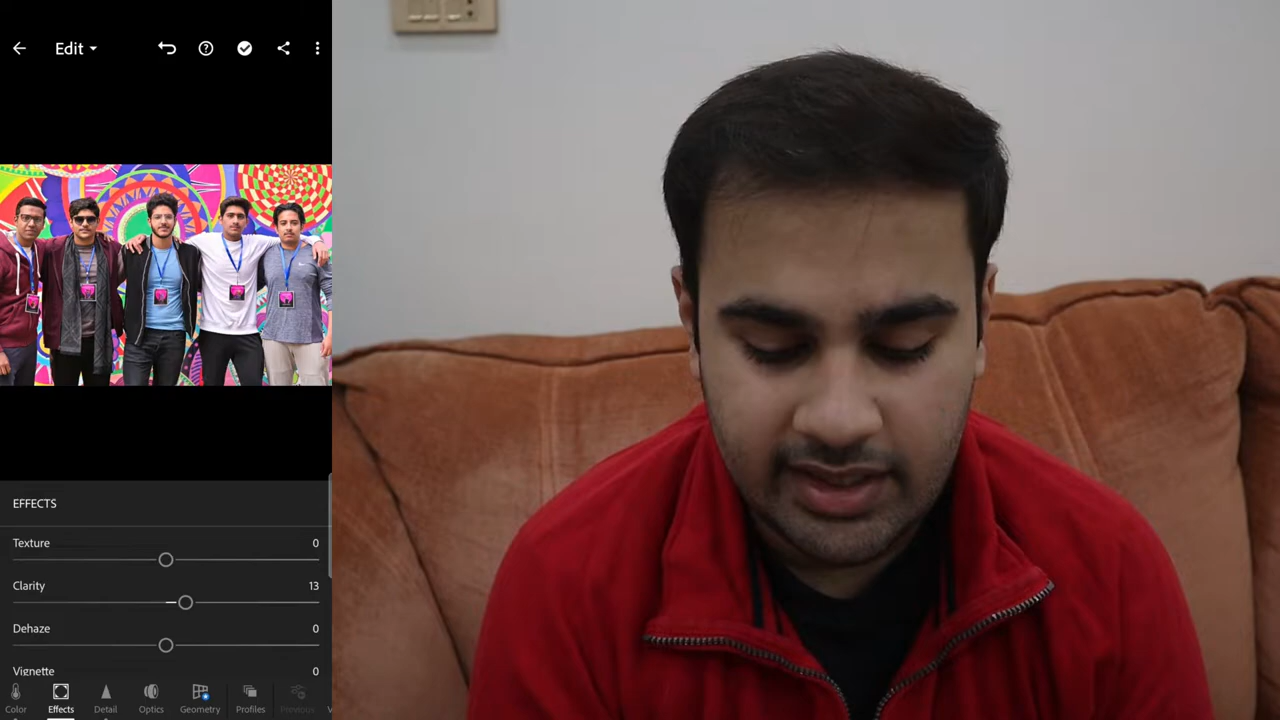 Edit
EFFECTS
Texture 0
Clarity 13
Dehaze 0
Vignette 0
Color Effects Detail Optics Geometry Profiles Previous